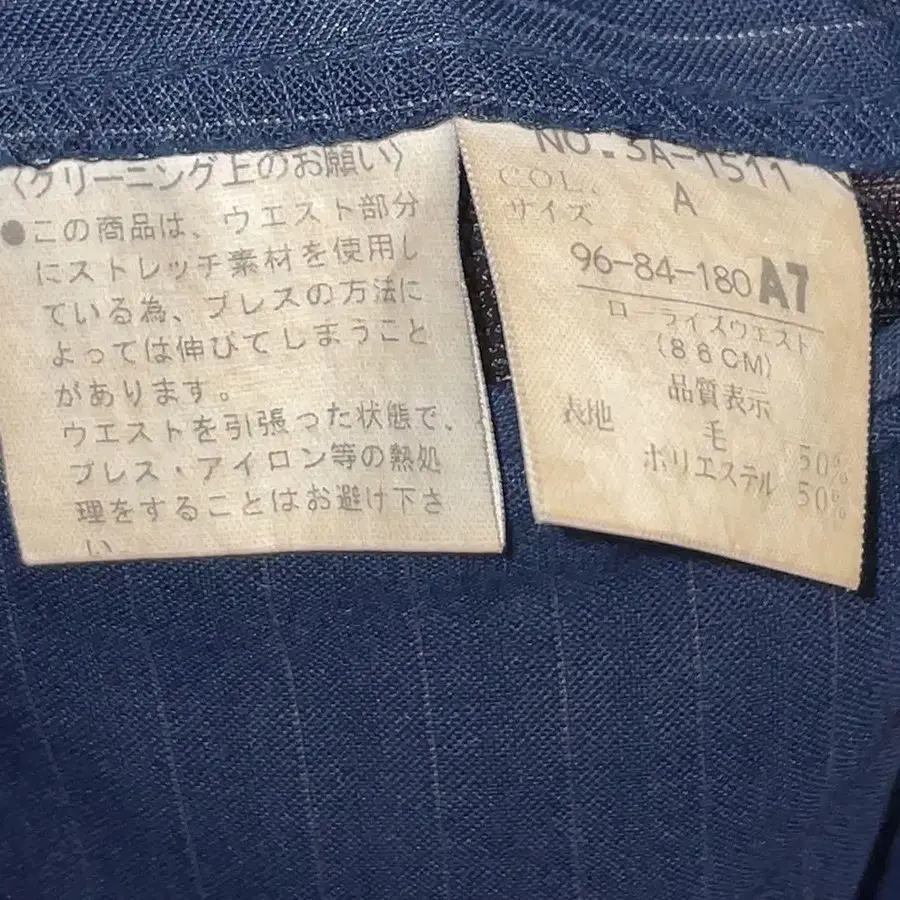 〈クリーニング上のお願い〉
●この商品は、ウエスト部分
にストレッチ素材を使用し
ている為、プレスの方法に
よっては伸びてしまうこと
があります。
ウエストを引張った状態で、
プレス・アイロン等の熱処
理をすることはお避け下さ
い。
NO.3A-1511
COL. A
サイズ
96-84-180 A7
ローライズウェスト
(86CM)
品質表示
表地 毛 50%
ポリエステル 50%